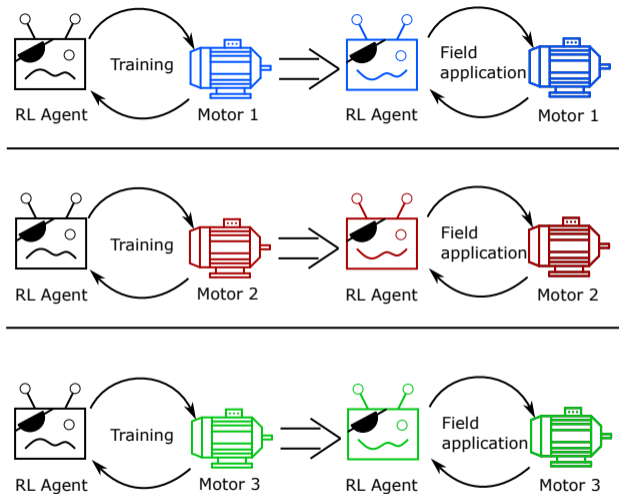 Training
Field
application
RL Agent
Motor 1
RL Agent
Motor 1
Training
Field
application
RL Agent
Motor 2
RL Agent
Motor 2
Training
Field
application
RL Agent
Motor 3
RL Agent
Motor 3